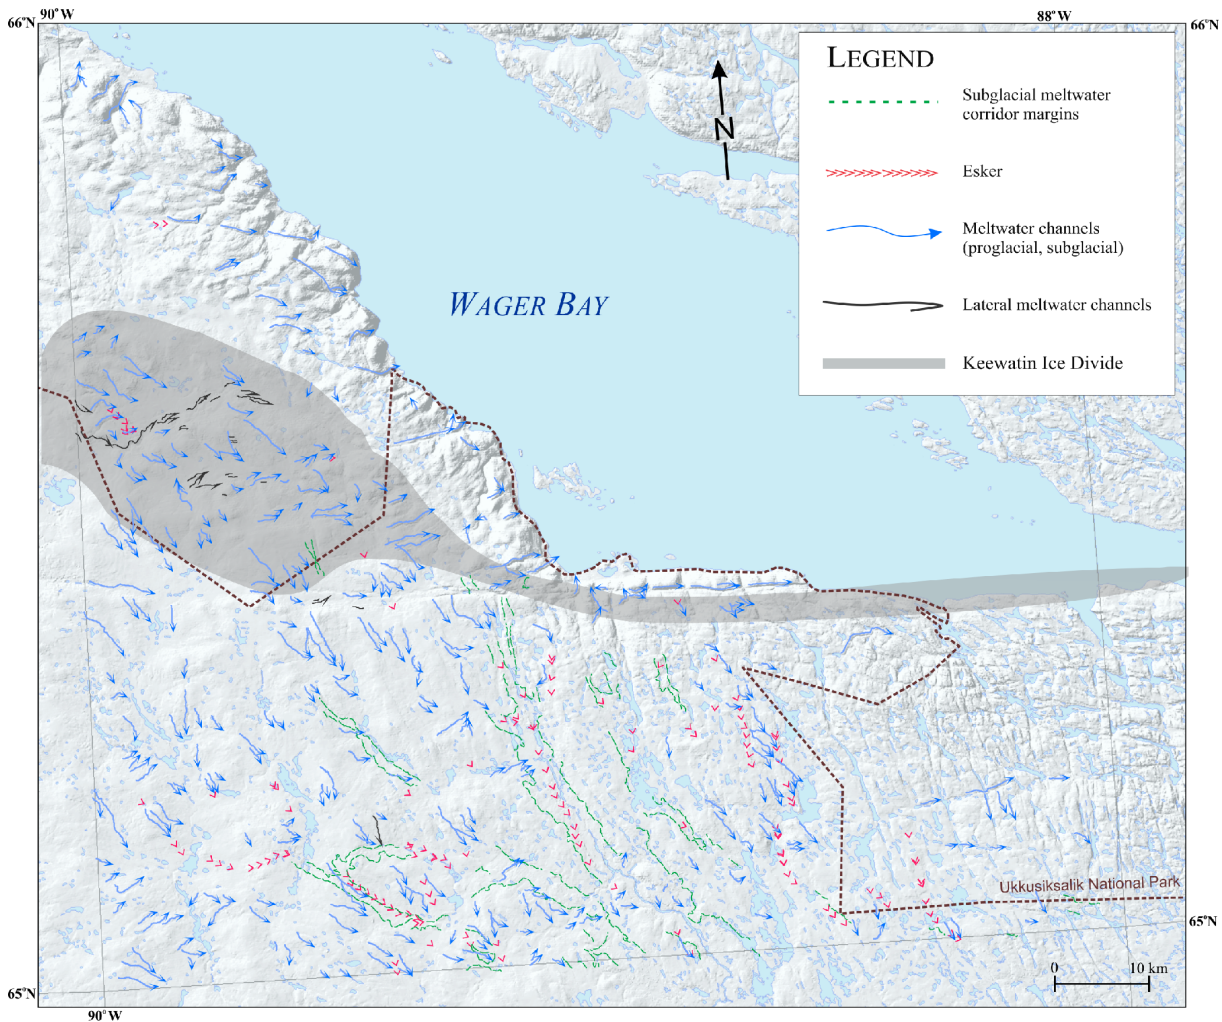 90°W
88°W
66°N
66°N
LEGEND
Subglacial meltwater
corridor margins
N
Esker
Meltwater channels
(proglacial, subglacial)
WAGER BAY
Lateral meltwater channels
Keewatin Ice Divide
Ukkusiksalik National Park
65°N
0 10 km
65°N
90°W